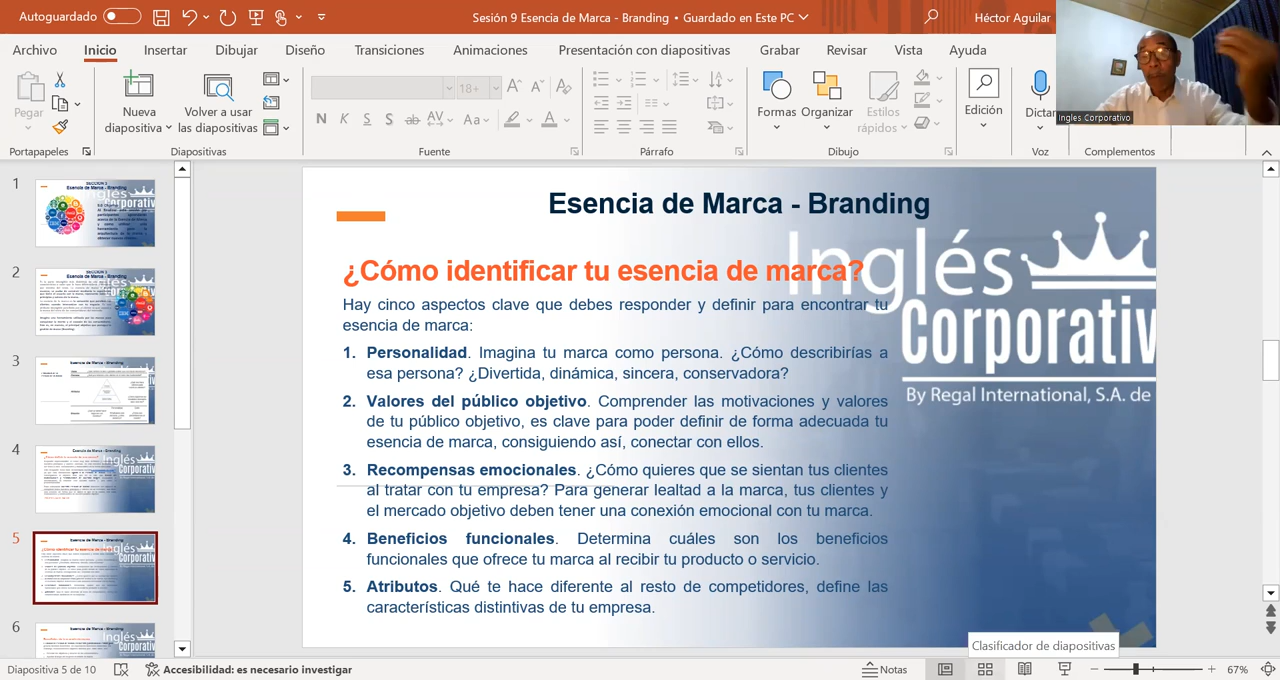 Autoguardado
Sesión 9 Esencia de Marca - Branding • Guardado en Este PC
Héctor Aguilar
Archivo
Inicio
Insertar
Dibujar
Diseño
Transiciones
Animaciones
Presentación con diapositivas
Grabar
Revisar
Vista
Ayuda
Pegar
Nueva
diapositiva
Volver a usar
las diapositivas
18+
N K S S ab AV Aa A
Formas
Organizar
Estilos
rápidos
Edición
Dictar
Portapapeles
Diapositivas
Fuente
Párrafo
Dibujo
Voz
Complementos
Ingles Corporativo
1
2
3
4
5
6
Esencia de Marca - Branding
¿Cómo identificar tu esencia de marca?
Hay cinco aspectos clave que debes responder y definir para encontrar tu
esencia de marca:
1. Personalidad. Imagina tu marca como persona. ¿Cómo describirías a
esa persona? ¿Divertida, dinámica, sincera, conservadora?
2. Valores del público objetivo. Comprender las motivaciones y valores
de tu público objetivo, es clave para poder definir de forma adecuada tu
esencia de marca, consiguiendo así, conectar con ellos.
3. Recompensas emocionales. ¿Cómo quieres que se sientan tus clientes
al tratar con tu empresa? Para generar lealtad a la marca, tus clientes y
el mercado objetivo deben tener una conexión emocional con tu marca.
4. Beneficios funcionales. Determina cuáles son los beneficios
funcionales que ofrece tu marca al recibir tu producto o servicio.
5. Atributos. Qué te hace diferente al resto de competidores, define las
características distintivas de tu empresa.
Inglés
Corporativ
By Regal International, S.A. de
Clasificador de diapositivas
Diapositiva 5 de 10
Accesibilidad: es necesario investigar
Notas
67%